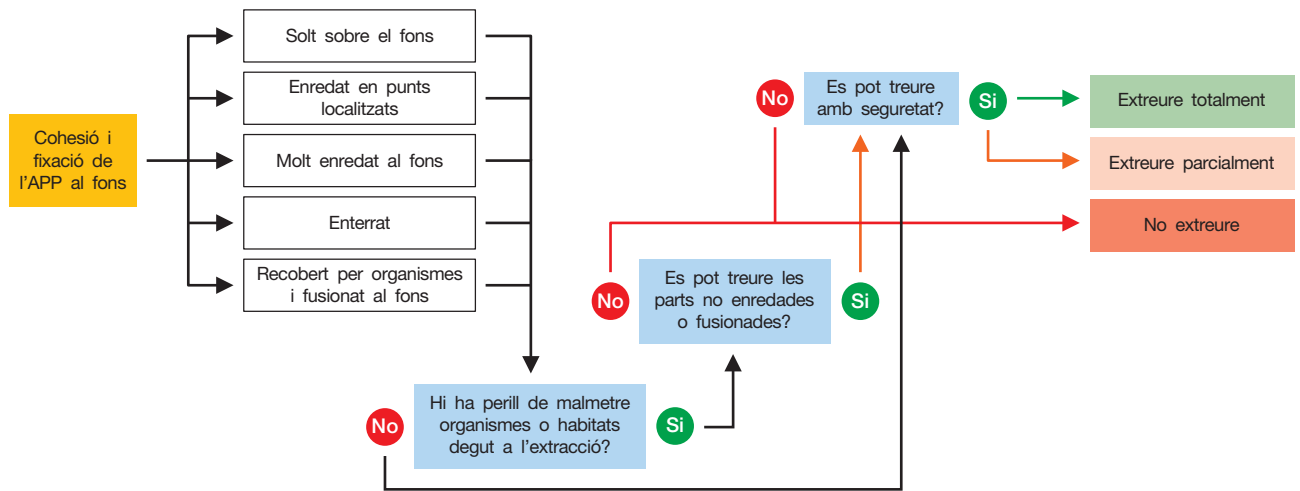 Cohesió i
fixació de
l'APP al fons
Solt sobre el fons
Enredat en punts
localitzats
Molt enredat al fons
Enterrat
Recobert per organismes
i fusionat al fons
No
Hi ha perill de malmetre
organismes o habitats
degut a l'extracció?
Si
No
Es pot treure les
parts no enredades
o fusionades?
Si
No
Es pot treure
amb seguretat?
Si
Extreure totalment
Extreure parcialment
No extreure